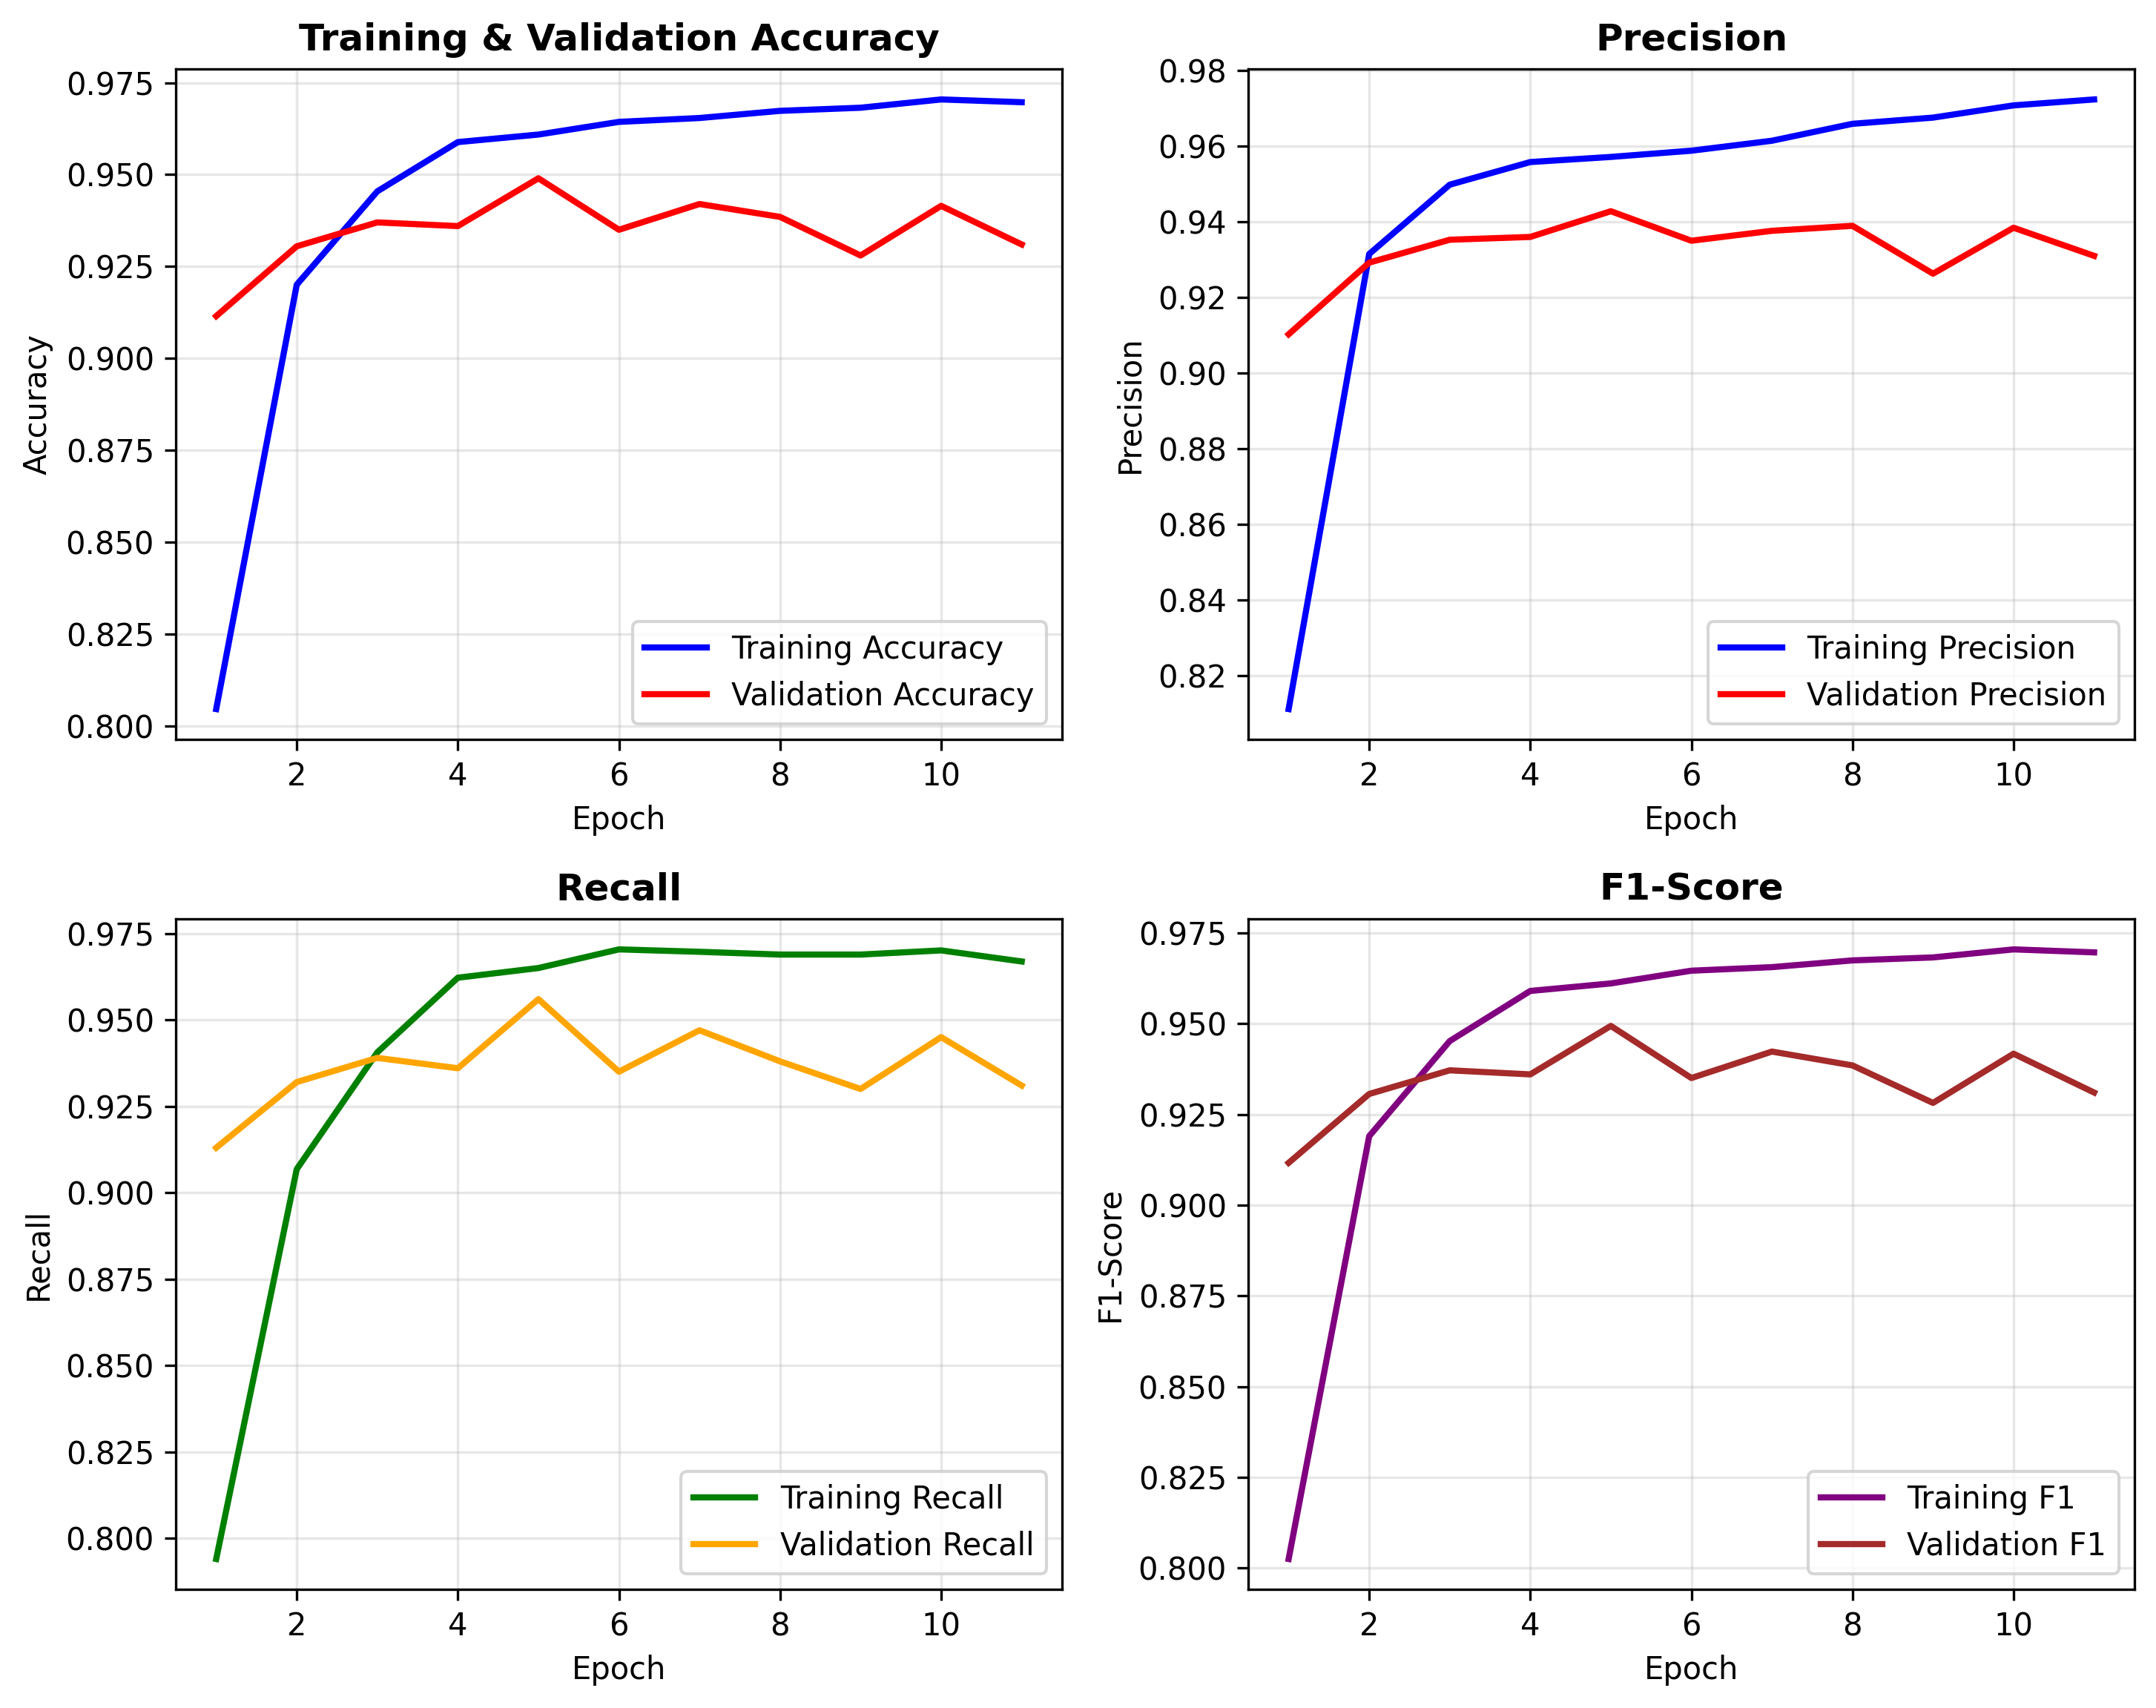 Training & Validation Accuracy
Accuracy
0.975
0.950
0.925
0.900
0.875
0.850
0.825
0.800
2 4 6 8 10
Epoch
Training Accuracy
Validation Accuracy
Precision
Precision
0.98
0.96
0.94
0.92
0.90
0.88
0.86
0.84
0.82
2 4 6 8 10
Epoch
Training Precision
Validation Precision
Recall
Recall
0.975
0.950
0.925
0.900
0.875
0.850
0.825
0.800
2 4 6 8 10
Epoch
Training Recall
Validation Recall
F1-Score
F1-Score
0.975
0.950
0.925
0.900
0.875
0.850
0.825
0.800
2 4 6 8 10
Epoch
Training F1
Validation F1